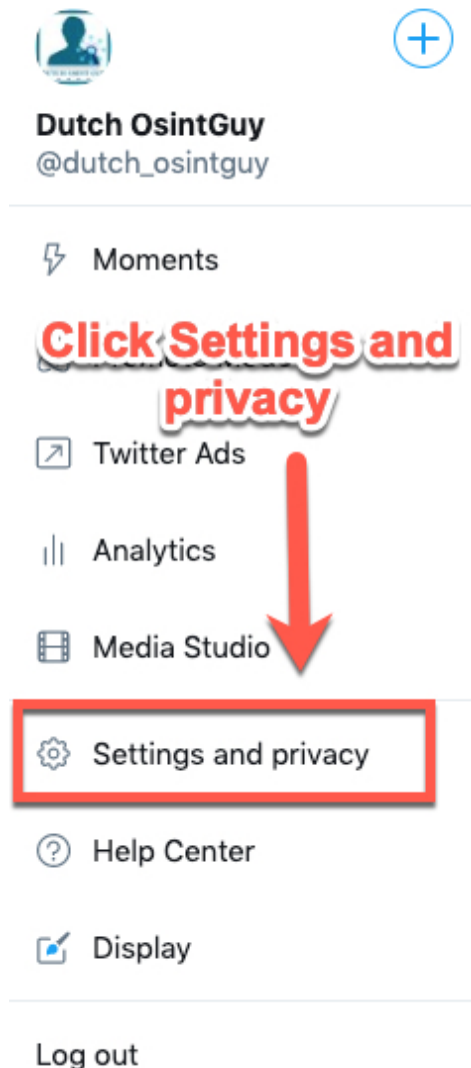 Dutch OsintGuy
@dutch_osintguy
Moments
Click Settings and
privacy
Twitter Ads
Analytics
Media Studio
Settings and privacy
Help Center
Display
Log out